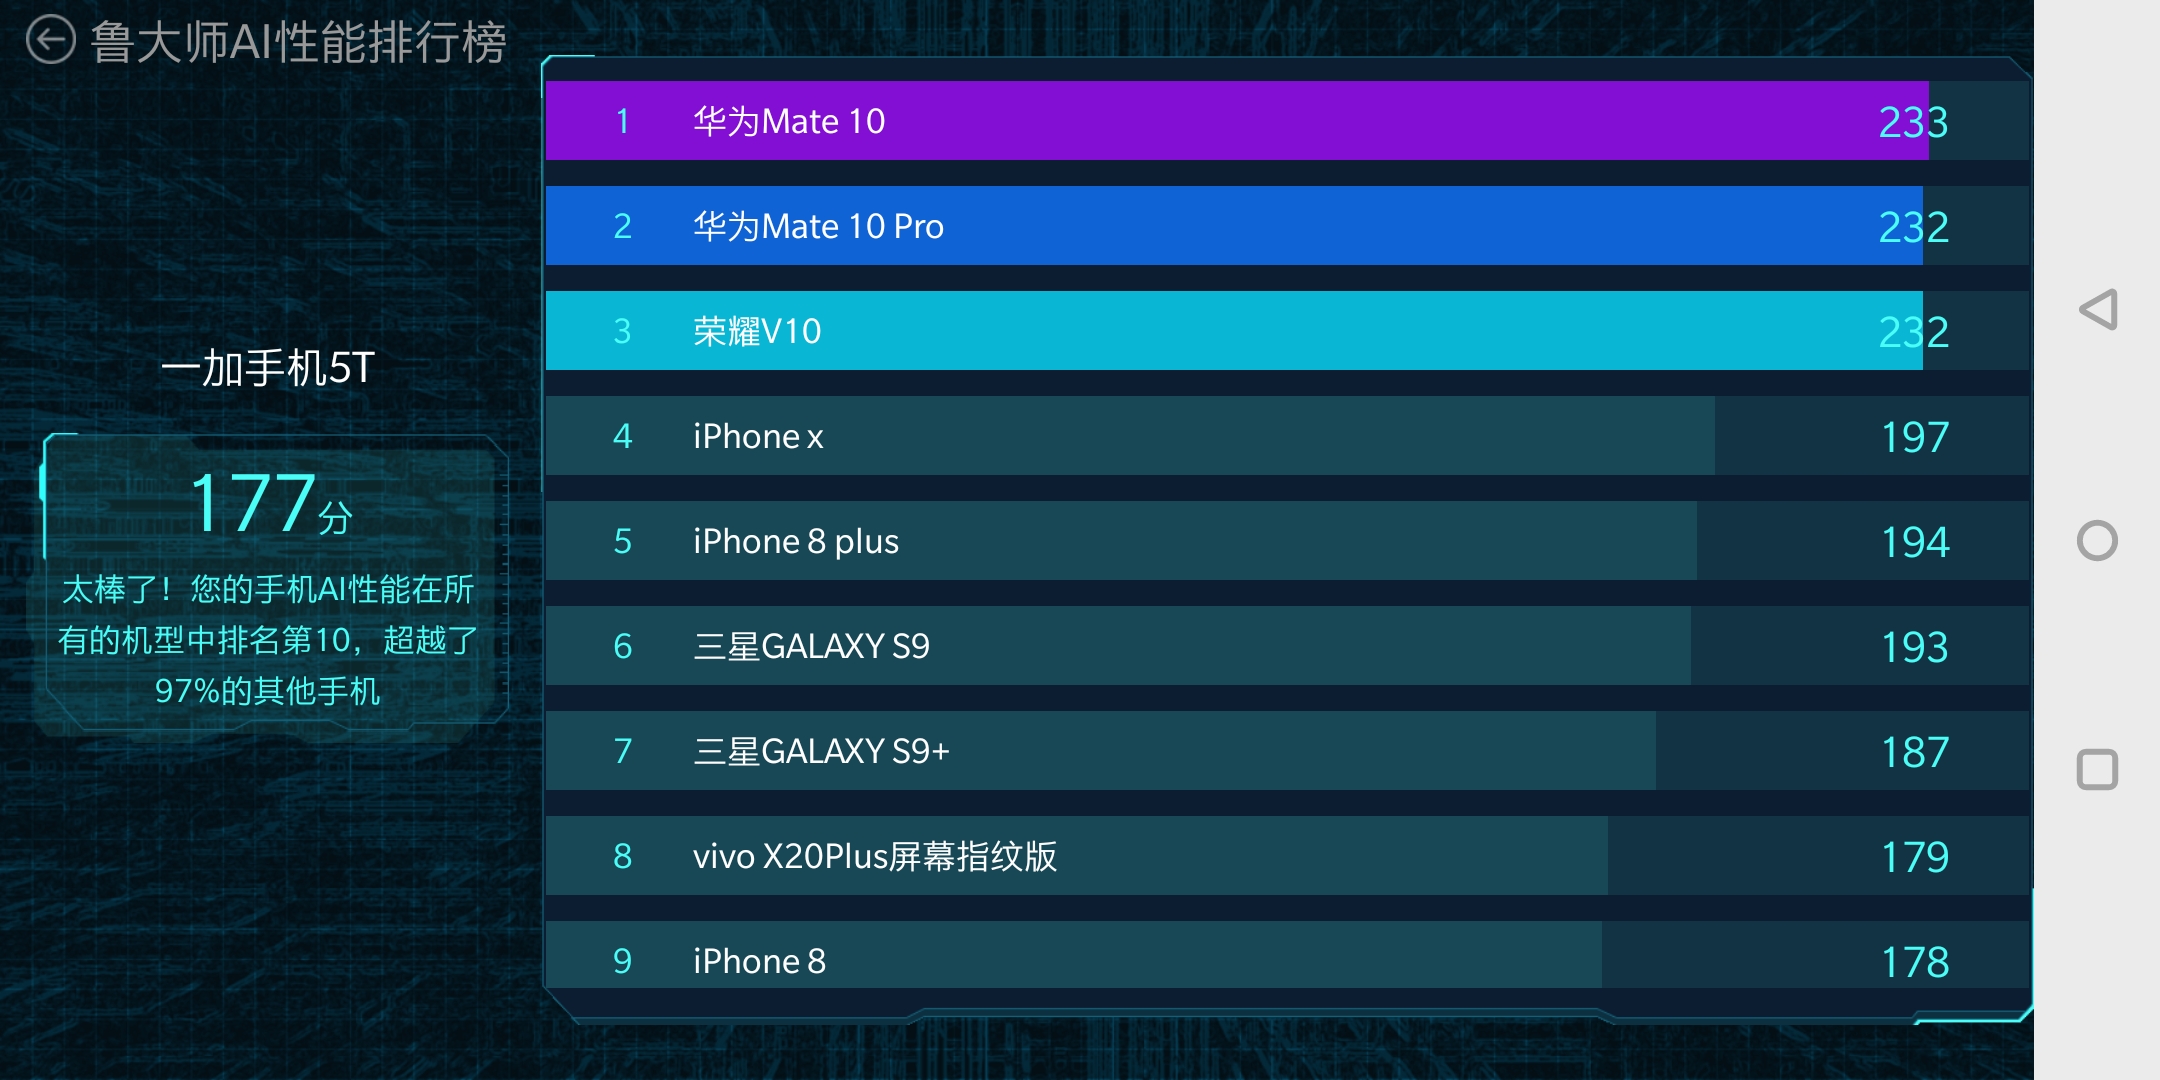 鲁大师AI性能排行榜
一加手机5T
177分
太棒了！您的手机AI性能在所
有的机型中排名第10，超越了
97%的其他手机
1 华为Mate 10 233
2 华为Mate 10 Pro 232
3 荣耀V10 232
4 iPhone x 197
5 iPhone 8 plus 194
6 三星GALAXY S9 193
7 三星GALAXY S9+ 187
8 vivo X20Plus屏幕指纹版 179
9 iPhone 8 178